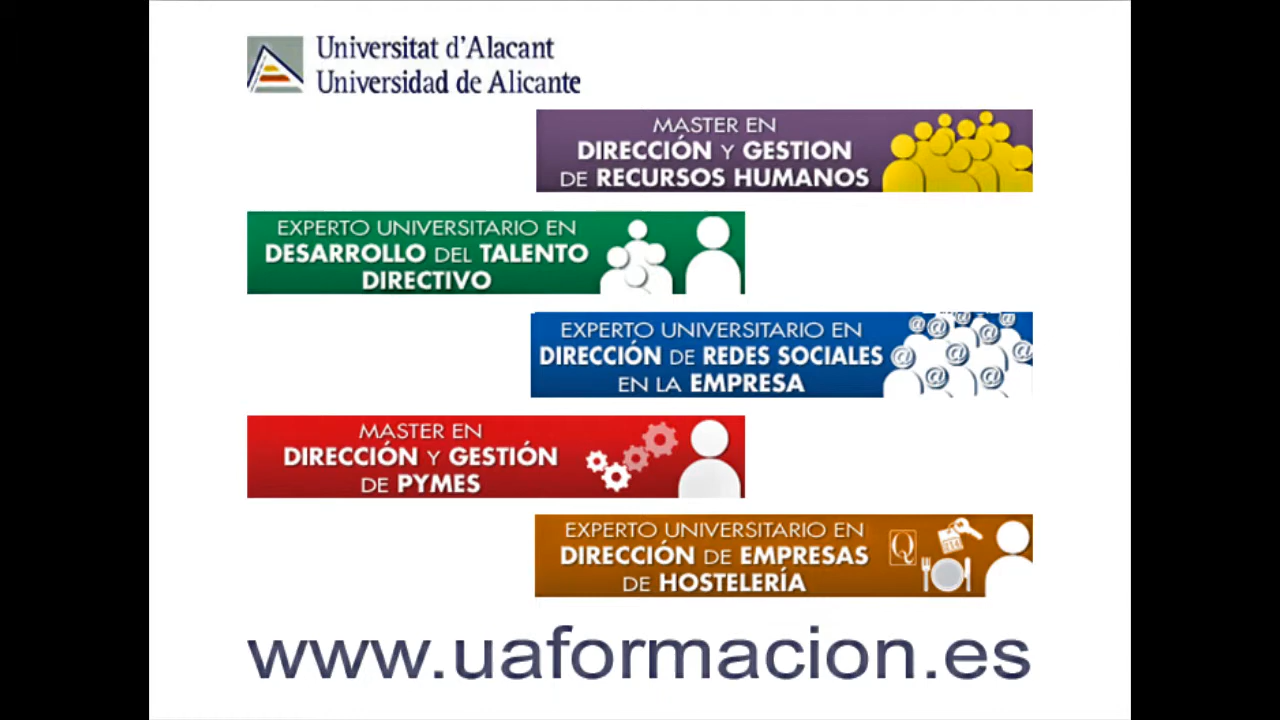 Universitat d'Alacant
Universidad de Alicante
MASTER EN
DIRECCIÓN Y GESTION
DE RECURSOS HUMANOS
EXPERTO UNIVERSITARIO EN
DESARROLLO DEL TALENTO
DIRECTIVO
EXPERTO UNIVERSITARIO EN
DIRECCIÓN DE REDES SOCIALES
EN LA EMPRESA
MASTER EN
DIRECCIÓN Y GESTIÓN
DE PYMES
EXPERTO UNIVERSITARIO EN
DIRECCIÓN DE EMPRESAS
DE HOSTELERÍA
Q
www.uaformacion.es